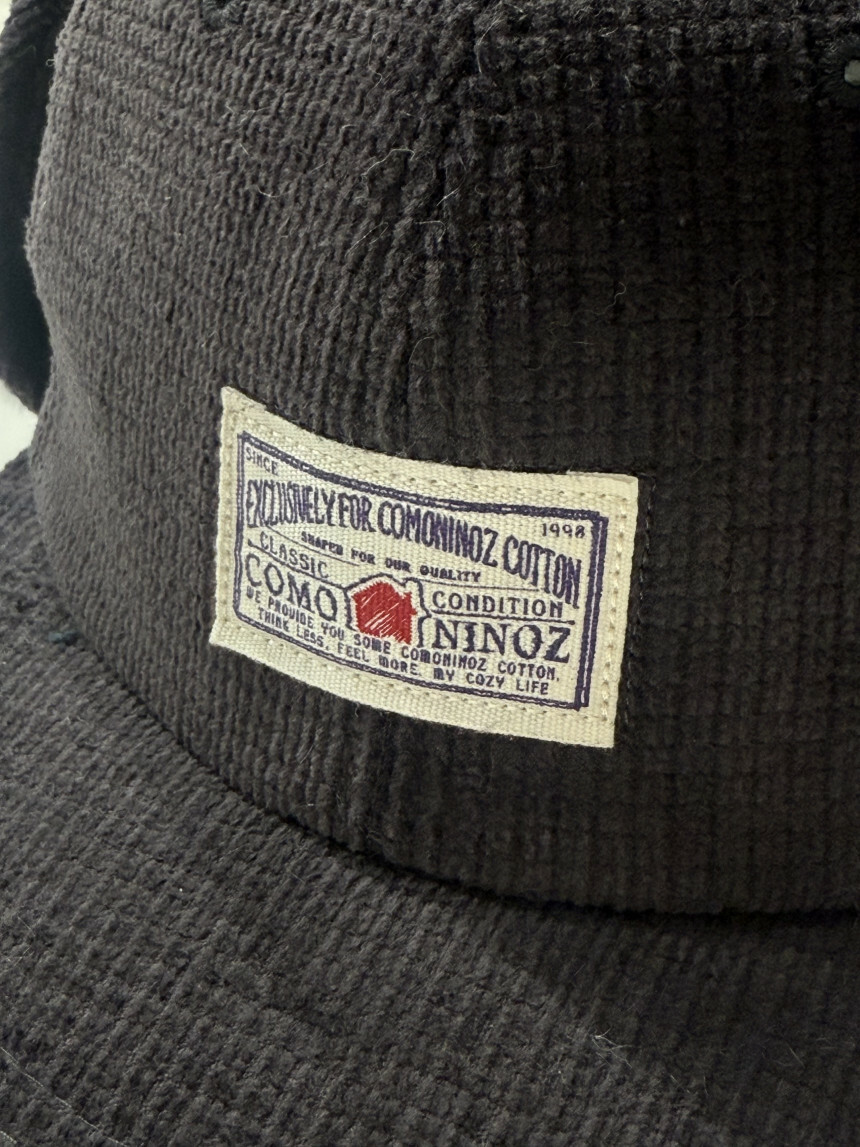 SINCE 1998
EXCLUSIVELY FOR COMONINOZ COTTON
SHAPED FOR OUR QUALITY
CLASSIC CONDITION
COMO NINOZ
WE PROVIDE YOU SOME COMONINOZ COTTON.
THINK LESS, FEEL MORE. MY COZY LIFE